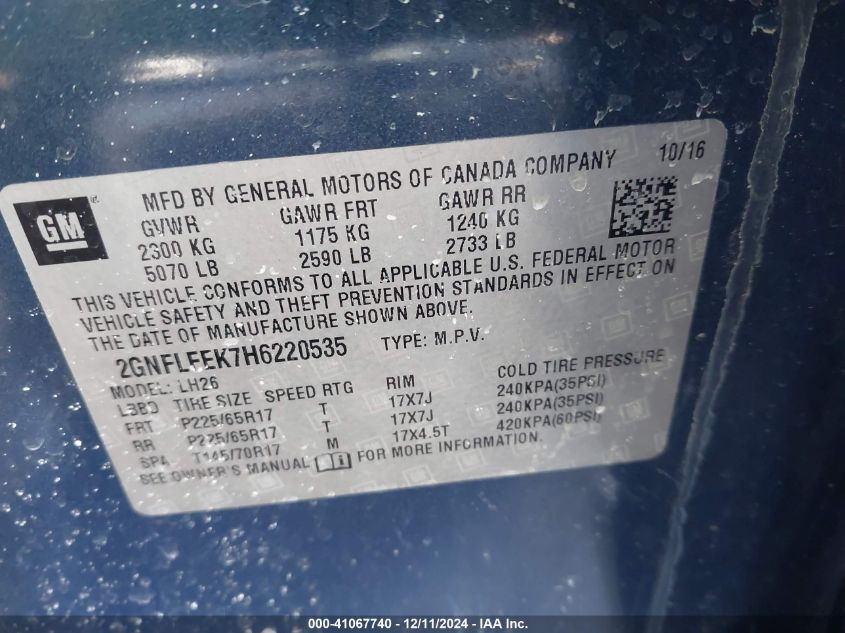 MFD BY GENERAL MOTORS OF CANADA COMPANY 10/16
GM
GVWR GAWR FRT GAWR RR
2300 KG 1175 KG 1240 KG
5070 LB 2590 LB 2733 LB
THIS VEHICLE CONFORMS TO ALL APPLICABLE U.S. FEDERAL MOTOR
VEHICLE SAFETY AND THEFT PREVENTION STANDARDS IN EFFECT ON
THE DATE OF MANUFACTURE SHOWN ABOVE.
2GNFLEEK7H6220535 TYPE: M.P.V.
MODEL: LH26
TIRE SIZE SPEED RTG RIM COLD TIRE PRESSURE
FRT P225/65R17 T 17X7J 240KPA(35PSI)
RR P225/65R17 T 17X7J 240KPA(35PSI)
SPA T145/70R17 M 17X4.5T 420KPA(60PSI)
SEE OWNER'S MANUAL FOR MORE INFORMATION.
000-41067740 - 12/11/2024 - IAA Inc.